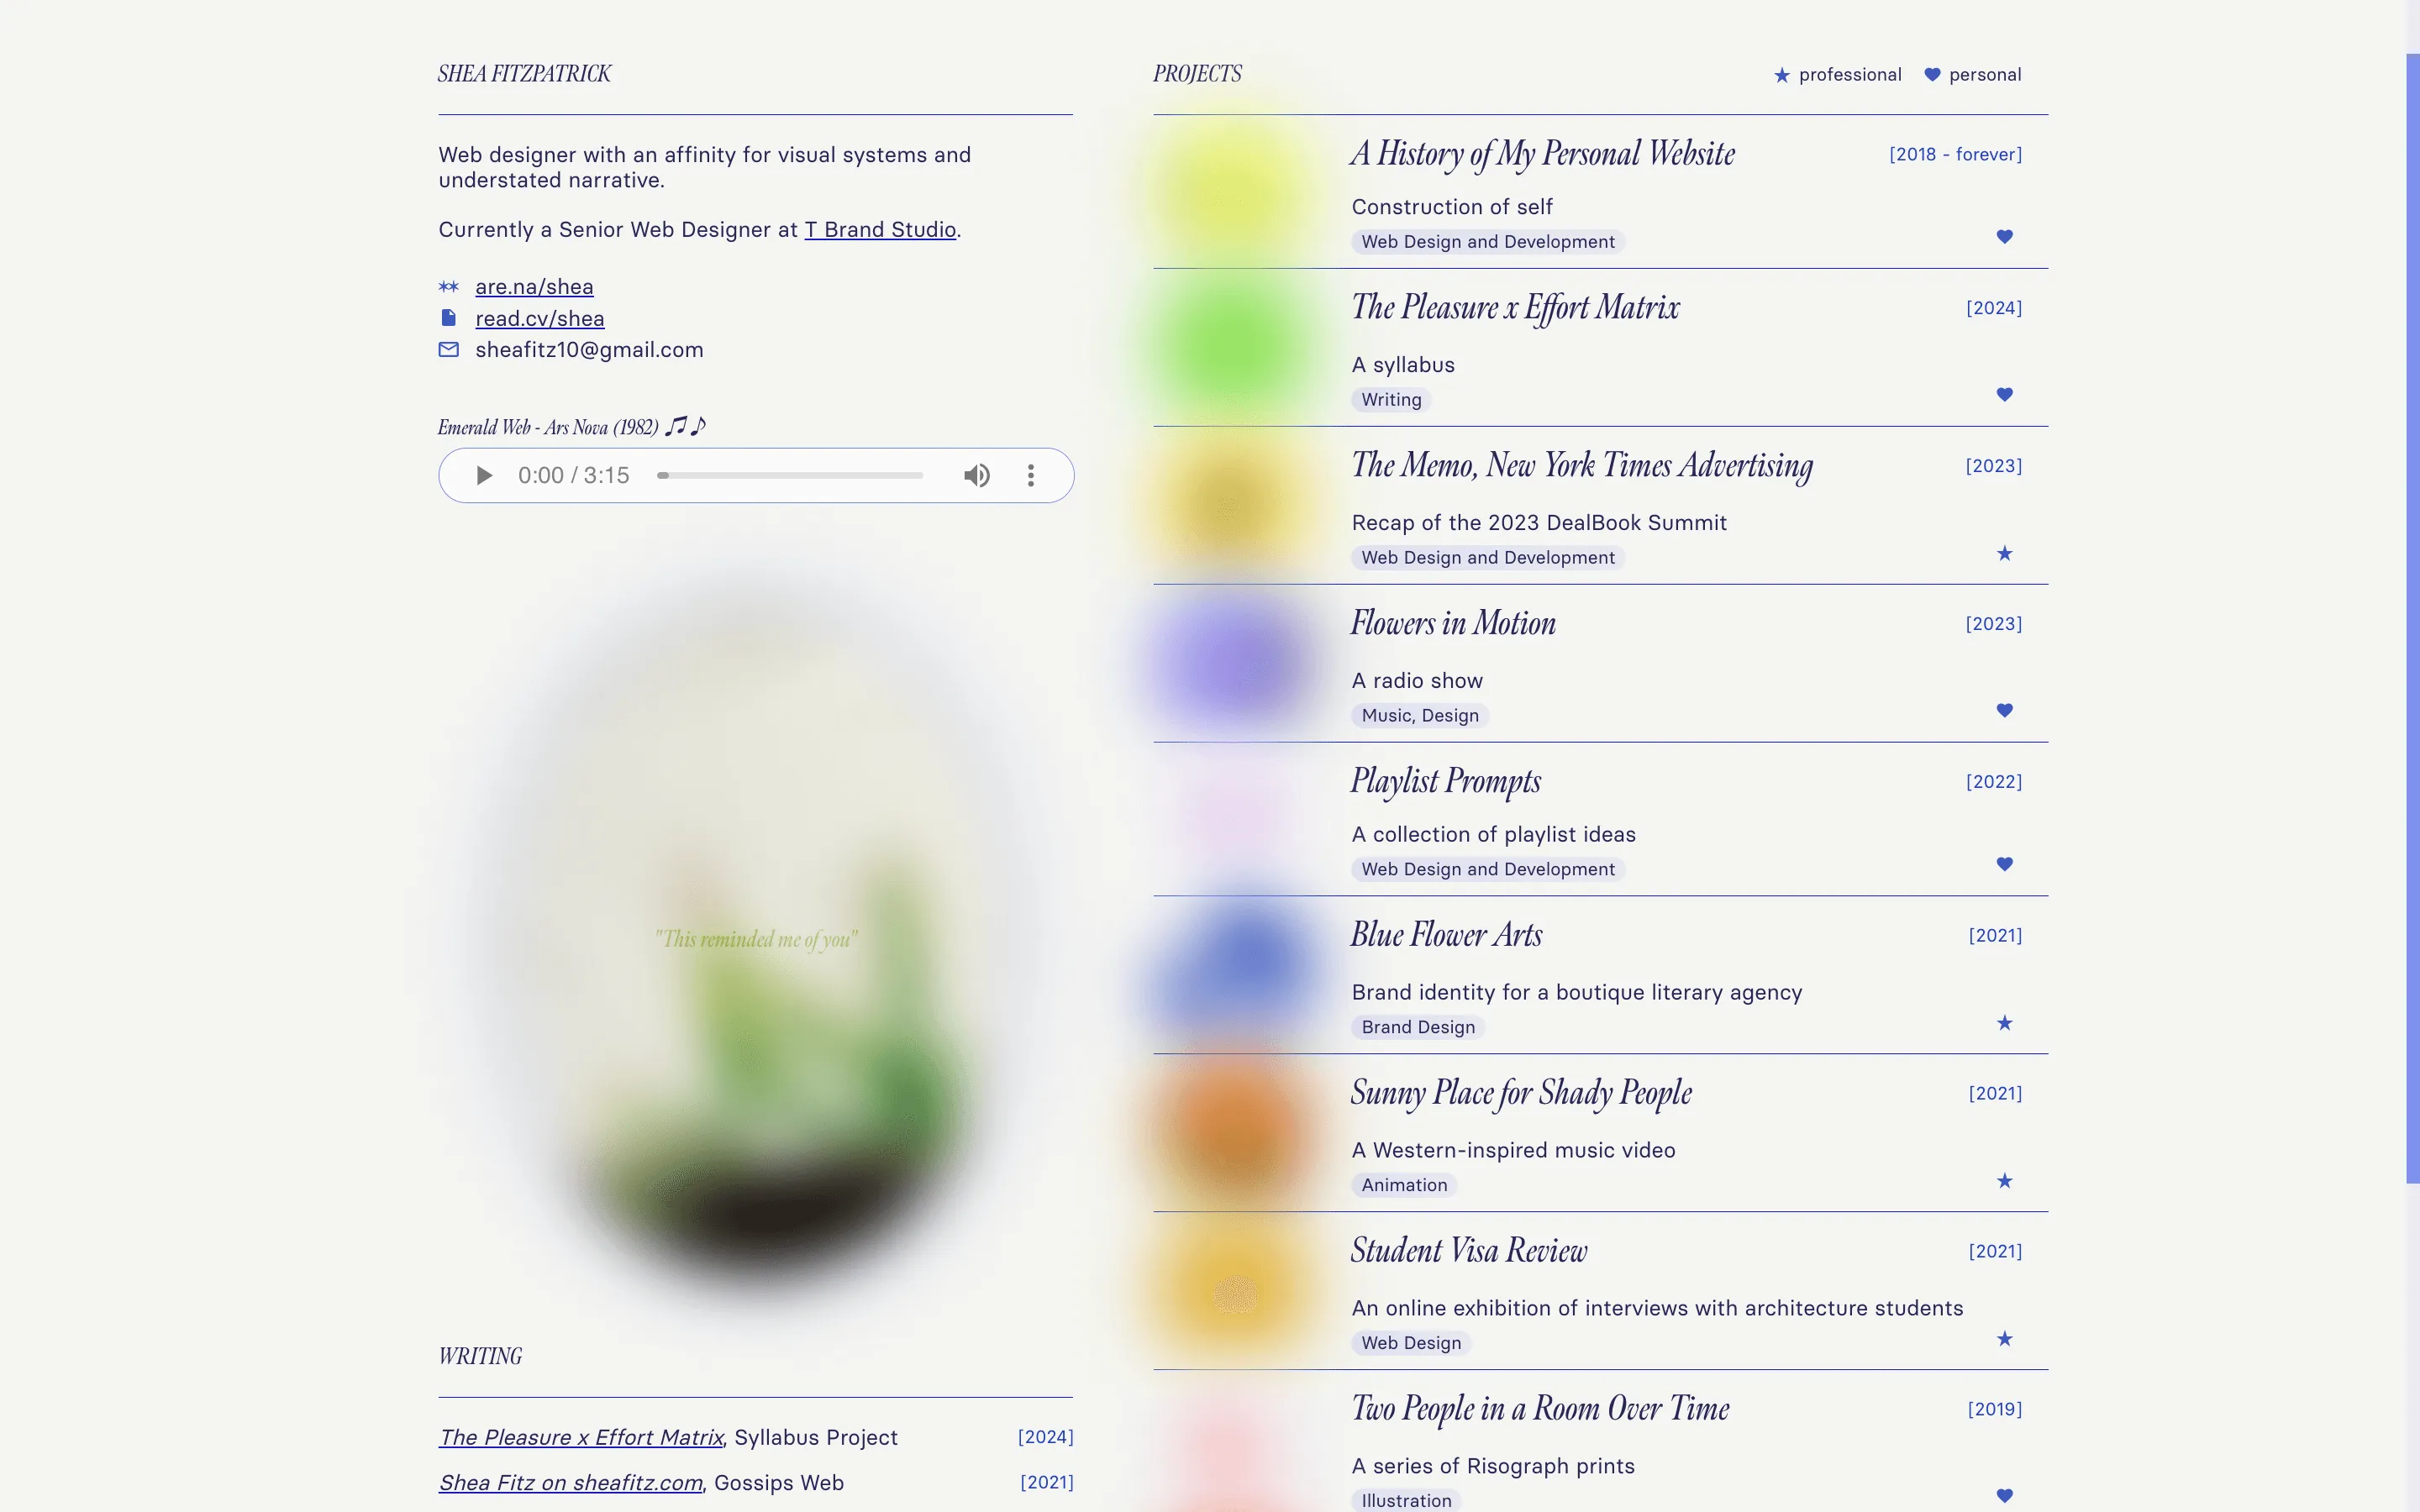 SHEA FITZPATRICK
Web designer with an affinity for visual systems and
understated narrative.
Currently a Senior Web Designer at T Brand Studio.
are.na/shea
read.cv/shea
sheafitz10@gmail.com
Emerald Web - Ars Nova (1982)
0:00 / 3:15
"This reminded me of you"
WRITING
The Pleasure x Effort Matrix, Syllabus Project [2024]
Shea Fitz on sheafitz.com, Gossips Web [2021]
PROJECTS
★ professional ♥ personal
A History of My Personal Website [2018 - forever]
Construction of self
Web Design and Development
The Pleasure x Effort Matrix [2024]
A syllabus
Writing
The Memo, New York Times Advertising [2023]
Recap of the 2023 DealBook Summit
Web Design and Development
Flowers in Motion [2023]
A radio show
Music, Design
Playlist Prompts [2022]
A collection of playlist ideas
Web Design and Development
Blue Flower Arts [2021]
Brand identity for a boutique literary agency
Brand Design
Sunny Place for Shady People [2021]
A Western-inspired music video
Animation
Student Visa Review [2021]
An online exhibition of interviews with architecture students
Web Design
Two People in a Room Over Time [2019]
A series of Risograph prints
Illustration